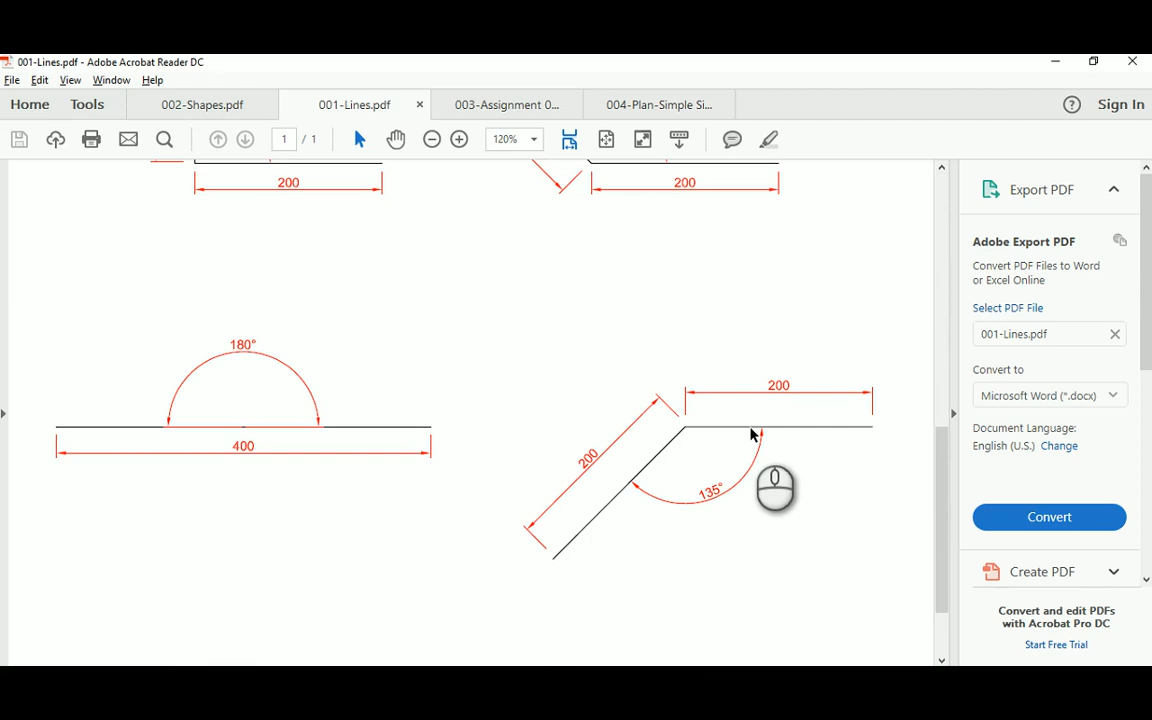 001-Lines.pdf - Adobe Acrobat Reader DC
File Edit View Window Help
Home Tools 002-Shapes.pdf 001-Lines.pdf × 003-Assignment 0... 004-Plan-Simple Si... ? Sign In
1 / 1 120%
200 200
180°
400
200
200
135°
Export PDF
Adobe Export PDF
Convert PDF Files to Word
or Excel Online
Select PDF File
001-Lines.pdf
Convert to
Microsoft Word (*.docx)
Document Language:
English (U.S.) Change
Convert
Create PDF
Convert and edit PDFs
with Acrobat Pro DC
Start Free Trial